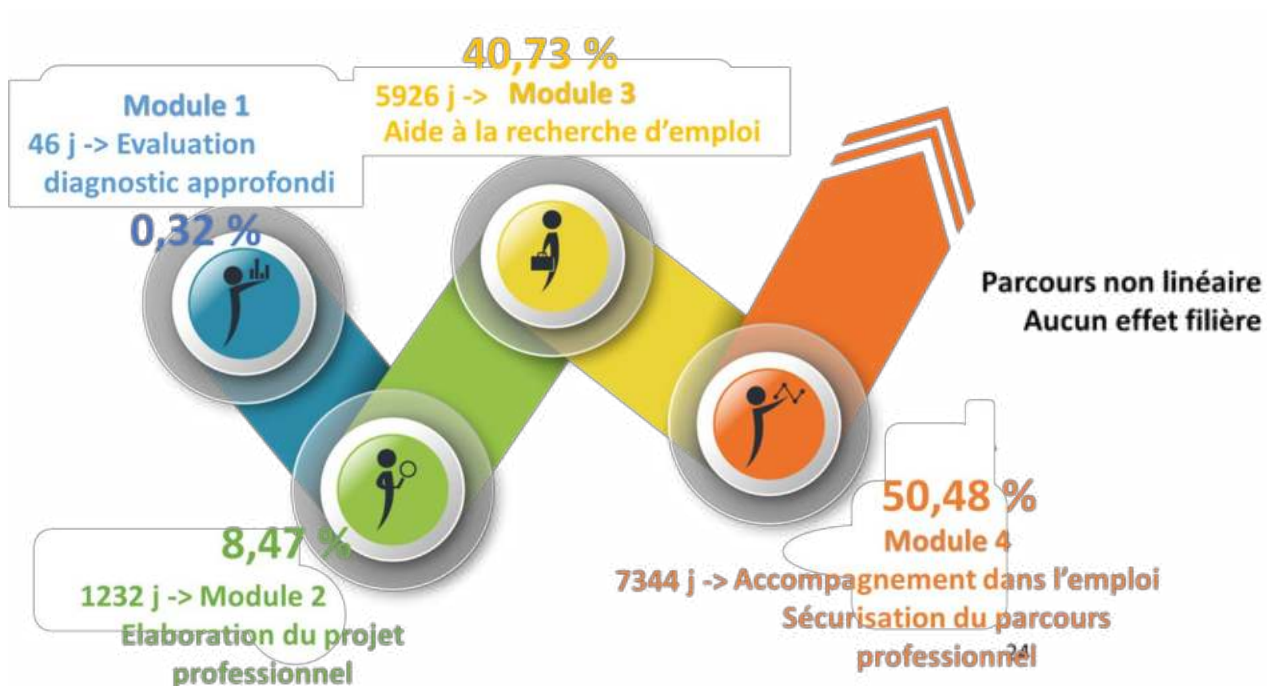 Module 1
46 j -> Evaluation
diagnostic approfondi
0,32 %
40,73 %
5926 j -> Module 3
Aide à la recherche d’emploi
Parcours non linéaire
Aucun effet filière
8,47 %
1232 j -> Module 2
Elaboration du projet
professionnel
50,48 %
Module 4
7344 j -> Accompagnement dans l’emploi
Sécurisation du parcours
professionnel